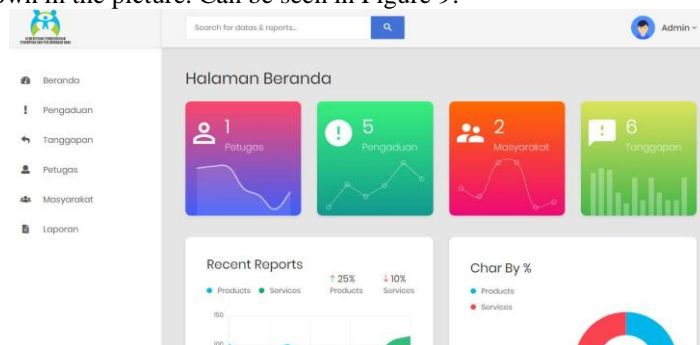 own in the picture. Can be seen in Figure 9.
Search for datas & reports...
Admin
Beranda
Pengaduan
Tanggapan
Petugas
Masyarakat
Laporan
Halaman Beranda
1
Petugas
5
Pengaduan
2
Masyarakat
6
Tanggapan
Recent Reports
Products
Services
↑ 25%
Products
↓ 10%
Services
150
100
Char By %
Products
Services